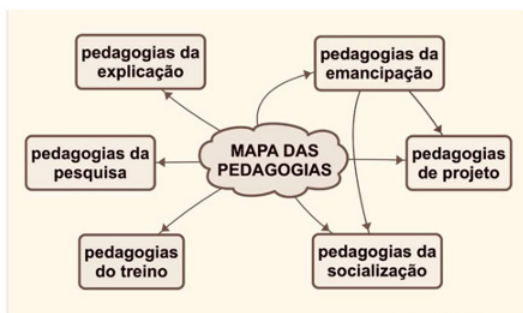 pedagogias da
explicação
pedagogias da
emancipação
MAPA DAS
PEDAGOGIAS
pedagogias da
pesquisa
pedagogias
de projeto
pedagogias
do treino
pedagogias da
socialização